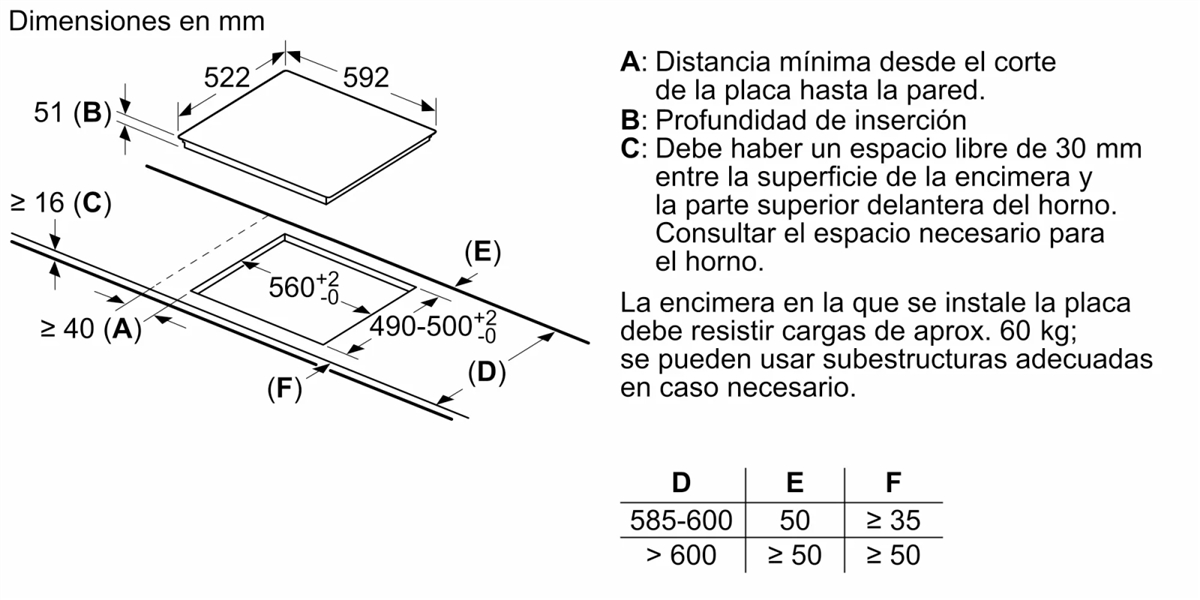 Dimensiones en mm
522
592
51 (B)
≥ 16 (C)
560+2-0
490-500+2-0
≥ 40 (A)
(E)
(D)
(F)
A: Distancia mínima desde el corte
de la placa hasta la pared.
B: Profundidad de inserción
C: Debe haber un espacio libre de 30 mm
entre la superficie de la encimera y
la parte superior delantera del horno.
Consultar el espacio necesario para
el horno.
La encimera en la que se instale la placa
debe resistir cargas de aprox. 60 kg;
se pueden usar subestructuras adecuadas
en caso necesario.
D E F
585-600 50 ≥ 35
> 600 ≥ 50 ≥ 50